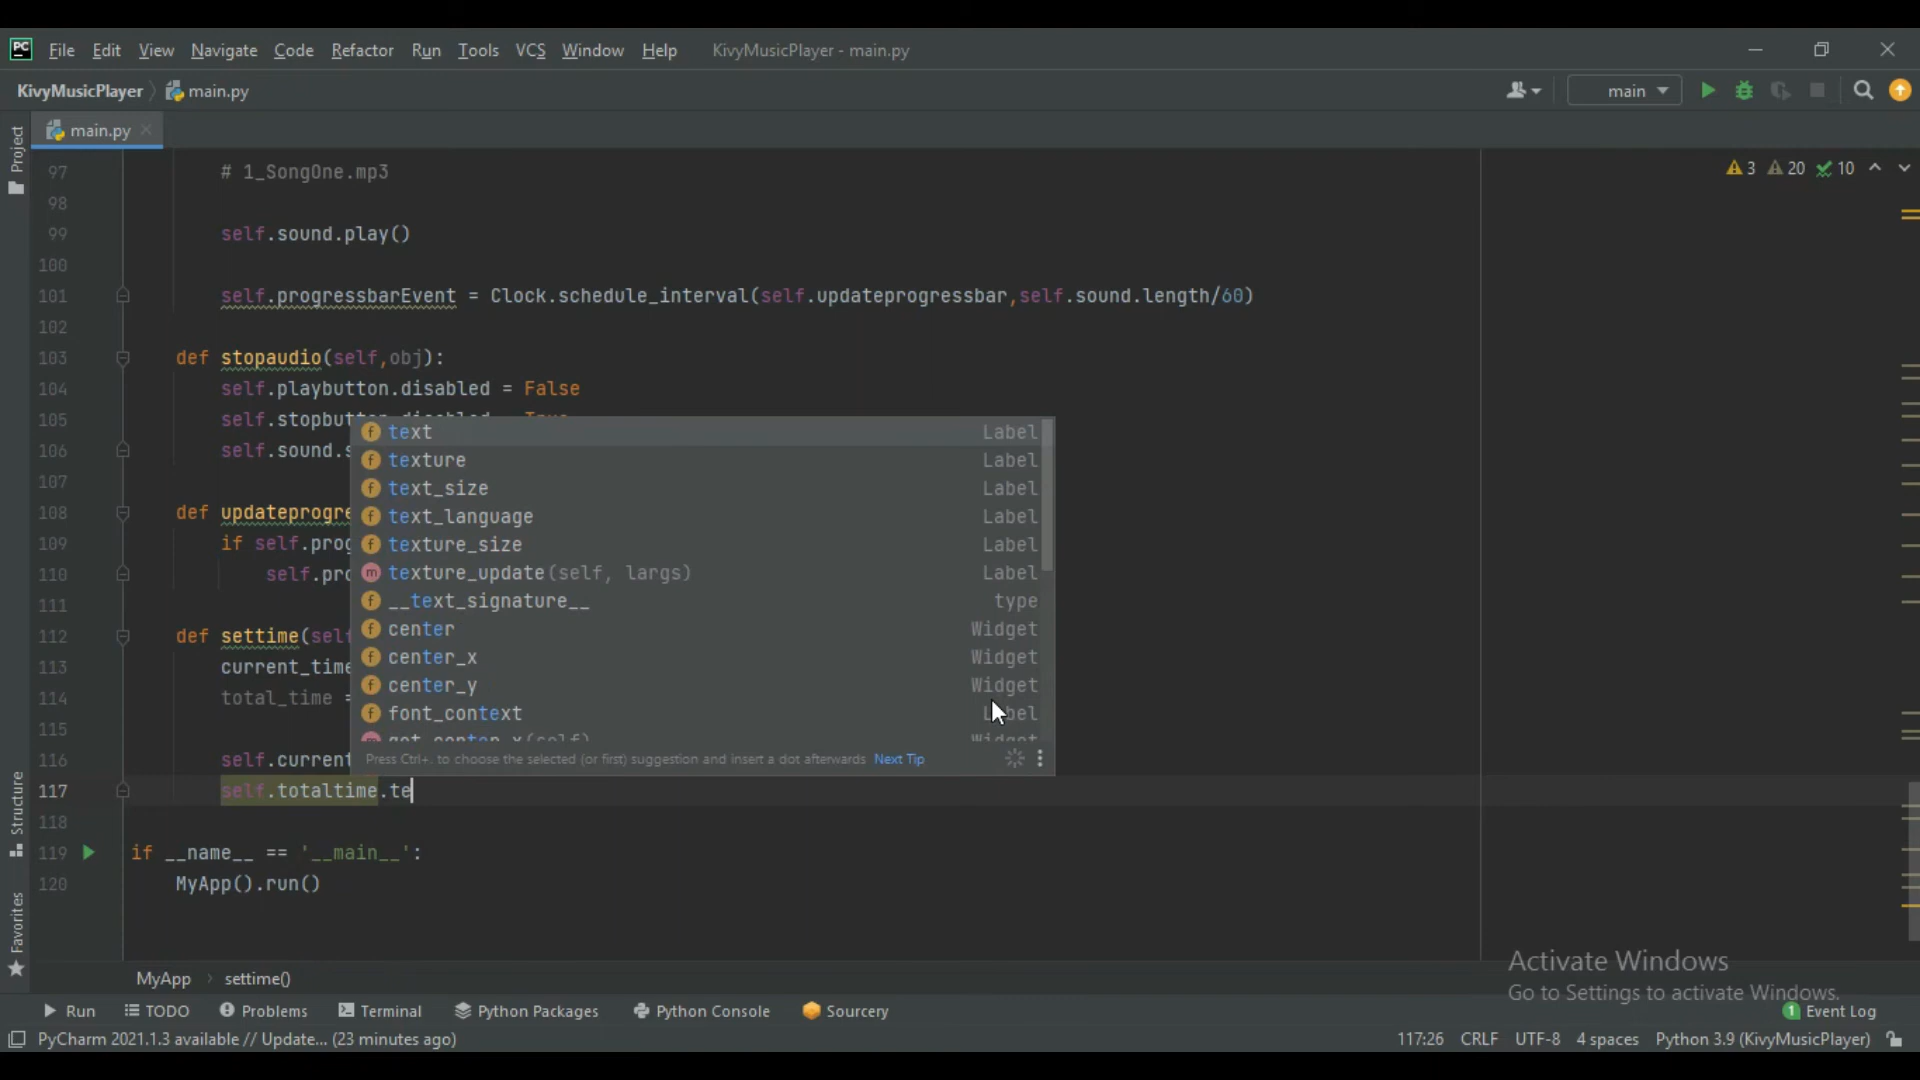 PC File Edit View Navigate Code Refactor Run Tools VCS Window Help KivyMusicPlayer - main.py
KivyMusicPlayer main.py main
main.py
Project
3 20 10
97 # 1_SongOne.mp3
98
99 self.sound.play()
100
101 self.progressbarEvent = Clock.schedule_interval(self.updateprogressbar,self.sound.length/60)
102
103 def stopaudio(self,obj):
104 self.playbutton.disabled = False
105 self.stopbut
106 self.sound.s
107
108 def updateprogre
109 if self.prog
110 self.pro
111
112 def settime(self
113 current_time
114 total_time =
115
116 self.current
117 self.totaltime.te
118
119 if __name__ == '__main__':
120 MyApp().run()
text Label
texture Label
text_size Label
text_language Label
texture_size Label
texture_update(self, largs) Label
__text_signature__ type
center Widget
center_x Widget
center_y Widget
font_context Label
Press Ctrl+. to choose the selected (or first) suggestion and insert a dot afterwards Next Tip
Structure
Favorites
MyApp settime()
Activate Windows
Go to Settings to activate Windows.
Run TODO Problems Terminal Python Packages Python Console Sourcery 1 Event Log
PyCharm 2021.1.3 available // Update... (23 minutes ago) 117:26 CRLF UTF-8 4 spaces Python 3.9 (KivyMusicPlayer)